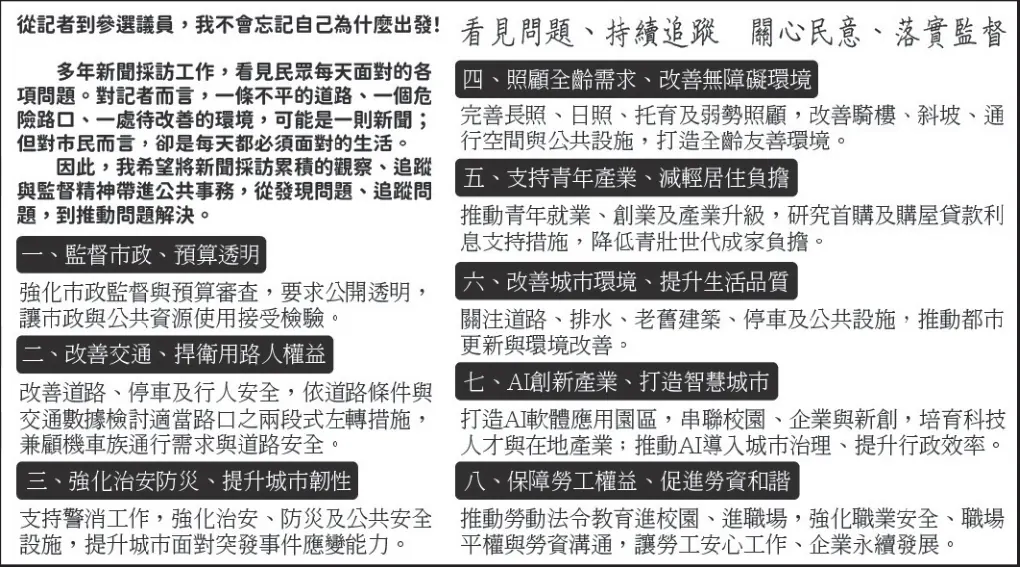 從記者到參選議員，我不會忘記自己為什麼出發!
多年新聞採訪工作，看見民眾每天面對的各
項問題。對記者而言，一條不平的道路、一個危
險路口、一處待改善的環境，可能是一則新聞；
但對市民而言，卻是每天都必須面對的生活。
因此，我希望將新聞採訪累積的觀察、追蹤
與監督精神帶進公共事務，從發現問題、追蹤問
題，到推動問題解決。
一、監督市政、預算透明
強化市政監督與預算審查，要求公開透明，
讓市政與公共資源使用接受檢驗。
二、改善交通、捍衛用路人權益
改善道路、停車及行人安全，依道路條件與
交通數據檢討適當路口之兩段式左轉措施，
兼顧機車族通行需求與道路安全。
三、強化治安防災、提升城市韌性
支持警消工作，強化治安、防災及公共安全
設施，提升城市面對突發事件應變能力。
看見問題、持續追蹤　關心民意、落實監督
四、照顧全齡需求、改善無障礙環境
完善長照、日照、托育及弱勢照顧，改善騎樓、斜坡、通
行空間與公共設施，打造全齡友善環境。
五、支持青年產業、減輕居住負擔
推動青年就業、創業及產業升級，研究首購及購屋貸款利
息支持措施，降低青壯世代成家負擔。
六、改善城市環境、提升生活品質
關注道路、排水、老舊建築、停車及公共設施，推動都市
更新與環境改善。
七、AI創新產業、打造智慧城市
打造AI軟體應用園區，串聯校園、企業與新創，培育科技
人才與在地產業；推動AI導入城市治理、提升行政效率。
八、保障勞工權益、促進勞資和諧
推動勞動法令教育進校園、進職場，強化職業安全、職場
平權與勞資溝通，讓勞工安心工作、企業永續發展。